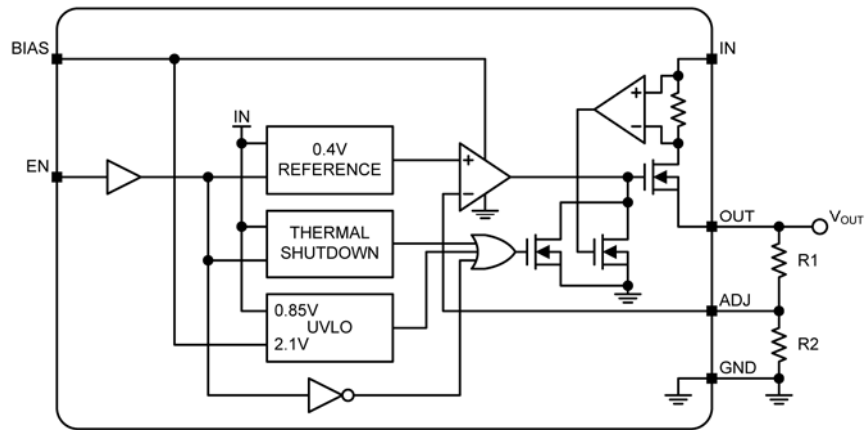 BIAS
IN
IN
0.4V
REFERENCE
+
−
+
−
EN
THERMAL
SHUTDOWN
OUT
VOUT
R1
0.85V
UVLO
2.1V
ADJ
R2
GND